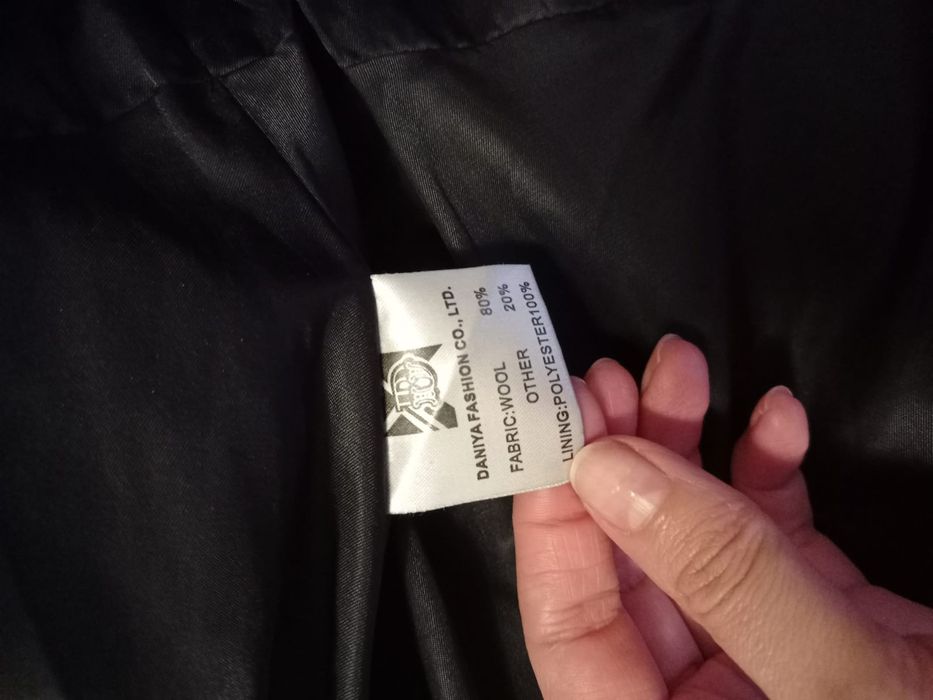 DANIYA FASHION CO., LTD.
FABRIC:WOOL 80%
OTHER 20%
LINING:POLYESTER100%